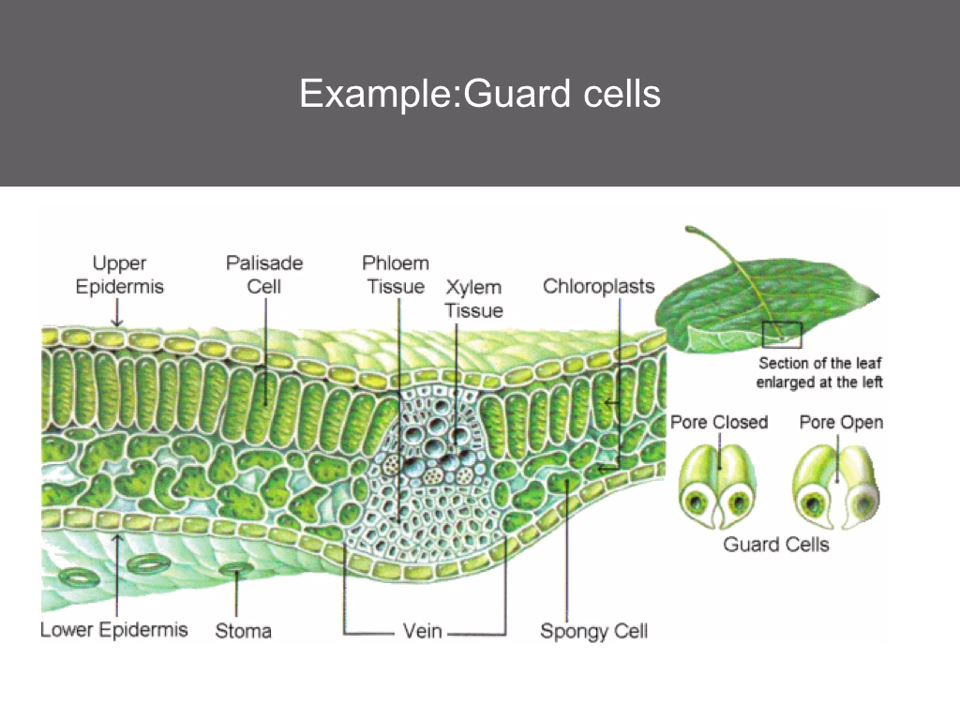 Example:Guard cells
Upper
Epidermis
Palisade
Cell
Phloem
Tissue
Xylem
Tissue
Chloroplasts
Section of the leaf
enlarged at the left
Pore Closed
Pore Open
Guard Cells
Lower Epidermis
Stoma
Vein
Spongy Cell